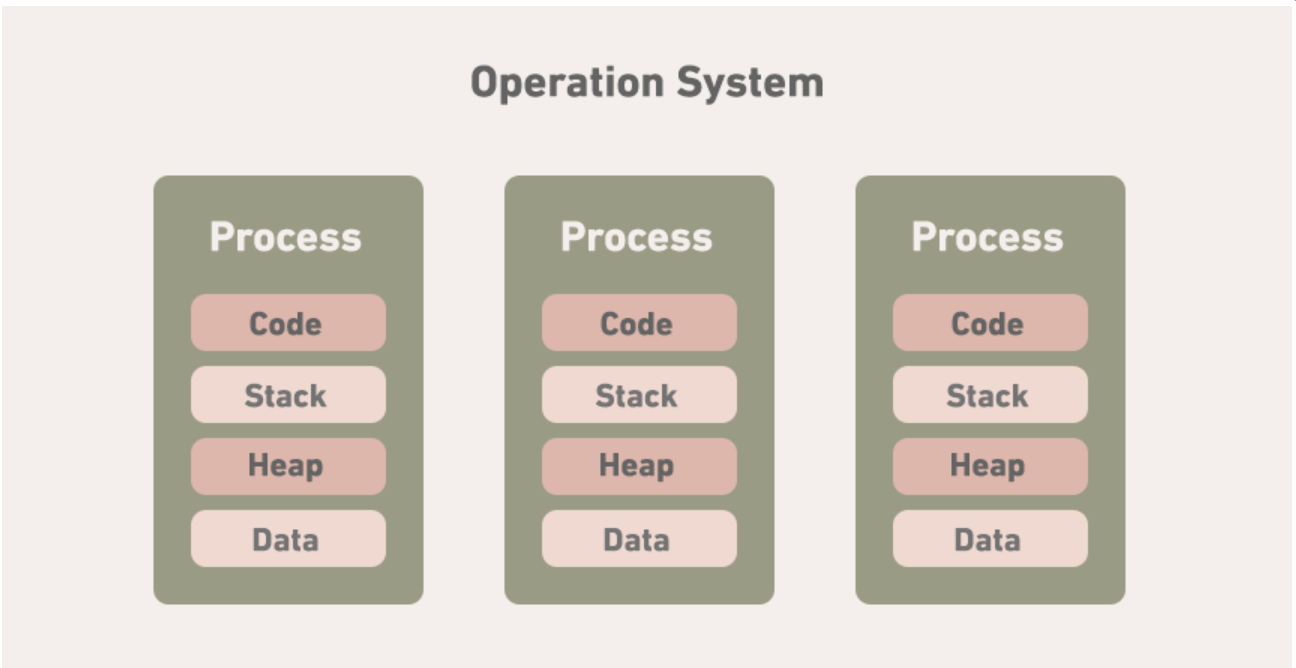 Operation System
Process
Code
Stack
Heap
Data
Process
Code
Stack
Heap
Data
Process
Code
Stack
Heap
Data